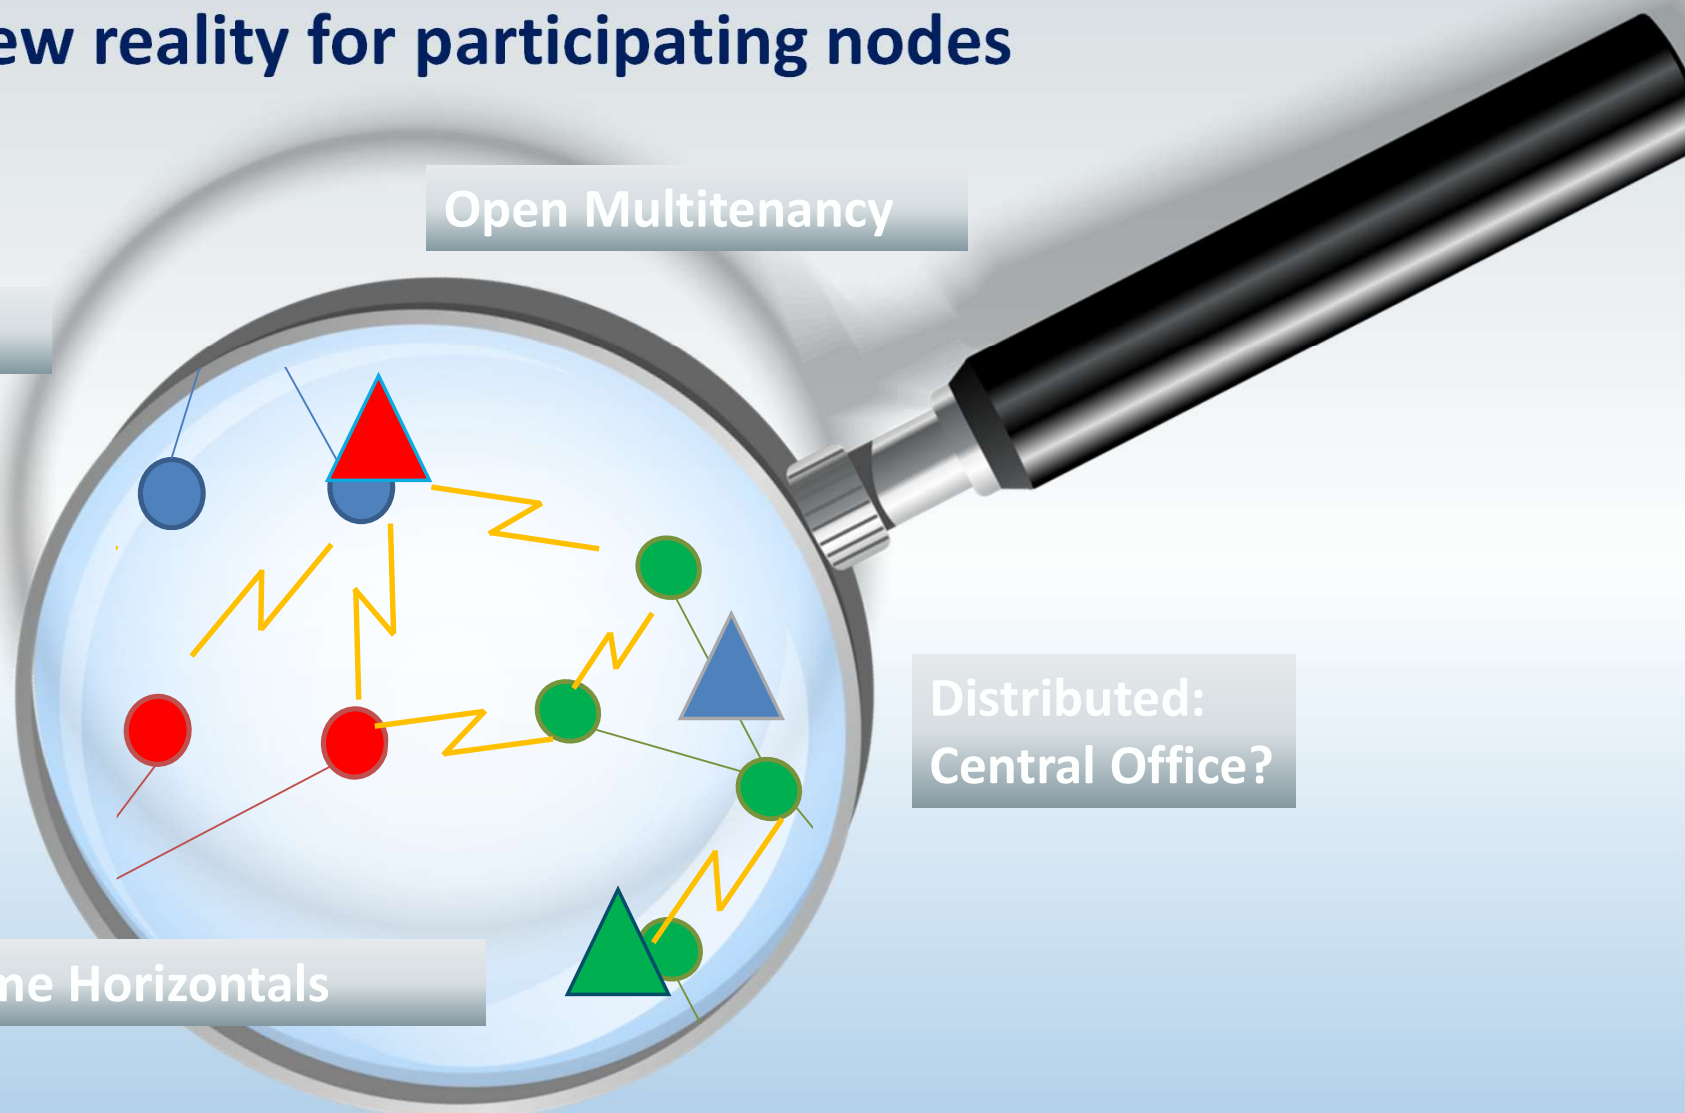 ew reality for participating nodes
Open Multitenancy
Distributed:
Central Office?
me Horizontals